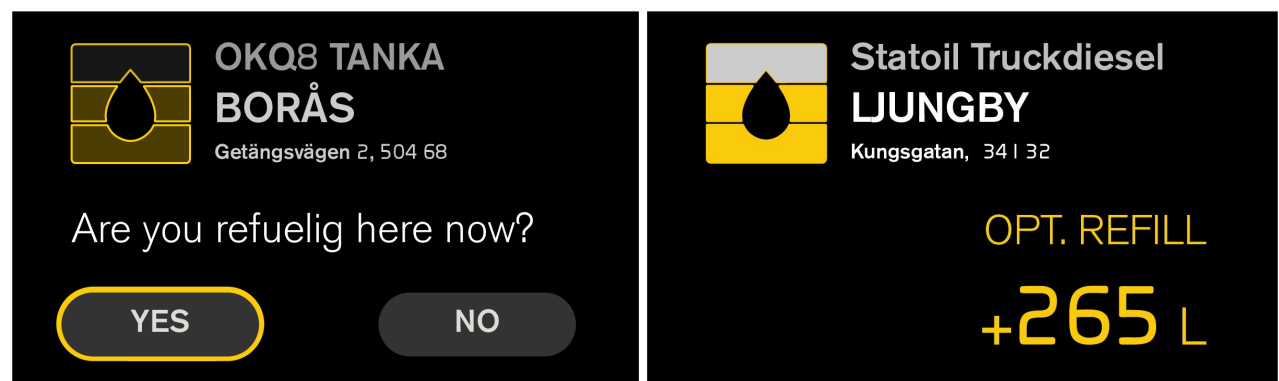 OKQ8 TANKA
BORÅS
Getängsvägen 2, 504 68
Are you refuelig here now?
YES
NO
Statoil Truckdiesel
LJUNGBY
Kungsgatan, 341 32
OPT. REFILL
+265 L